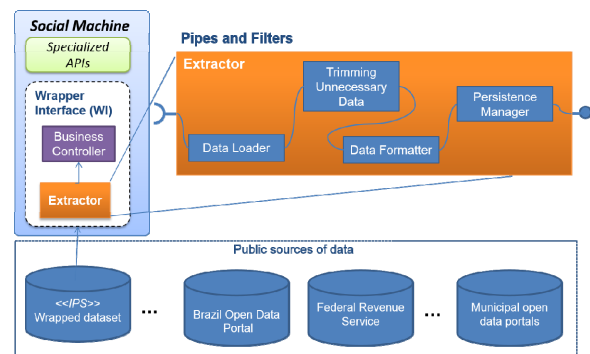 Social Machine
Specialized
APIs
Wrapper
Interface (WI)
Business
Controller
Extractor
Pipes and Filters
Extractor
Data Loader
Trimming
Unnecessary
Data
Data Formatter
Persistence
Manager
Public sources of data
<<IPS>>
Wrapped dataset
...
Brazil Open Data
Portal
Federal Revenue
Service
...
Municipal open
data portals